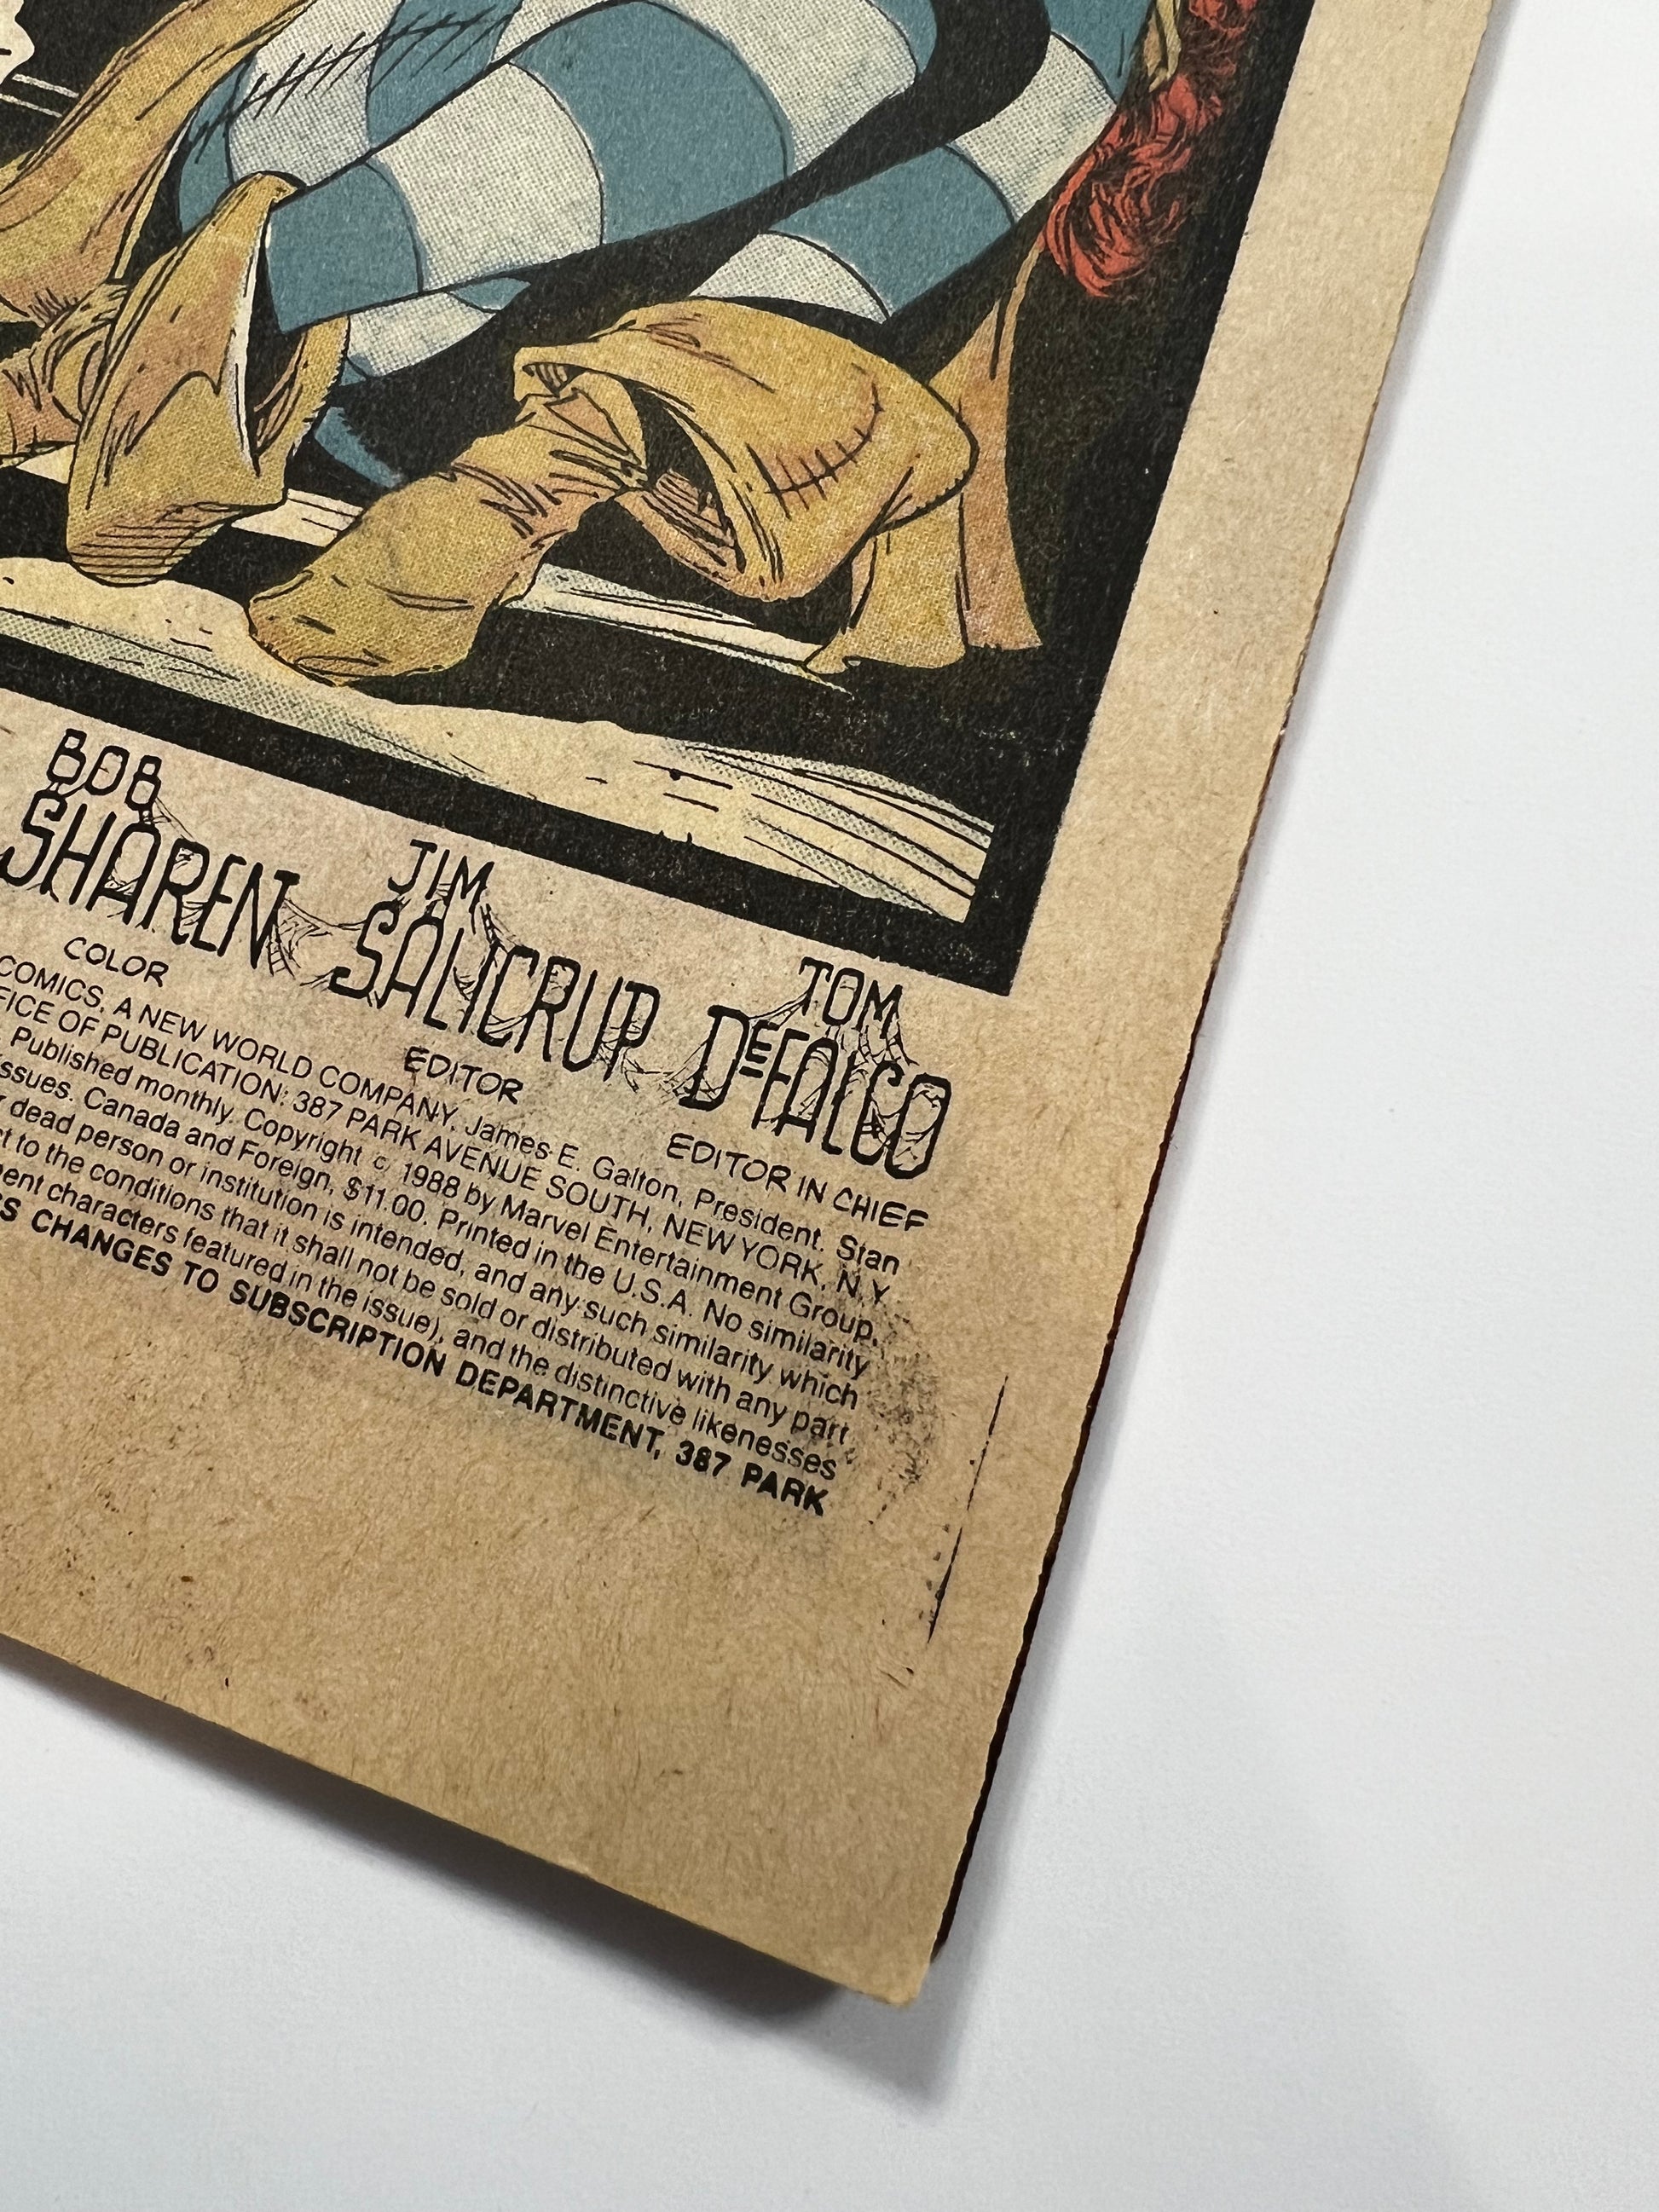 BOB
SHAREN
COLOR
JIM
SALICRUP
EDITOR
TOM
DEFALCO
EDITOR IN CHIEF
COMICS, A NEW WORLD COMPANY, James E. Galton, President. Stan
OF PUBLICATION: 387 PARK AVENUE SOUTH, NEW YORK, N.Y.
Published monthly. Copyright © 1988 by Marvel Entertainment Group,
issues. Canada and Foreign, $11.00. Printed in the U.S.A. No similarity
dead person or institution is intended, and any such similarity which
to the conditions that it shall not be sold or distributed with any part
characters featured in the issue), and the distinctive likenesses
CHANGES TO SUBSCRIPTION DEPARTMENT, 387 PARK